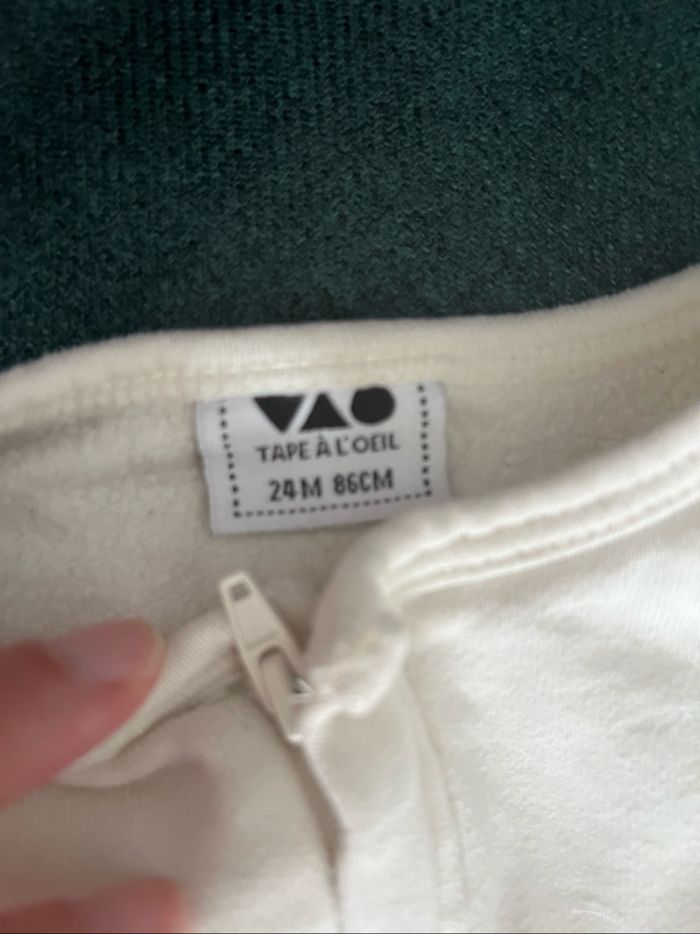 TAPE À L'OEIL
24M 86CM